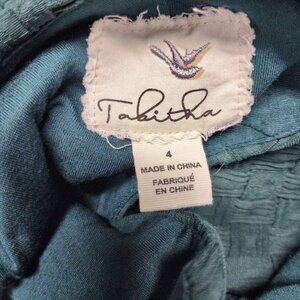 Tabitha
4
MADE IN CHINA
FABRIQUÉ
EN CHINE